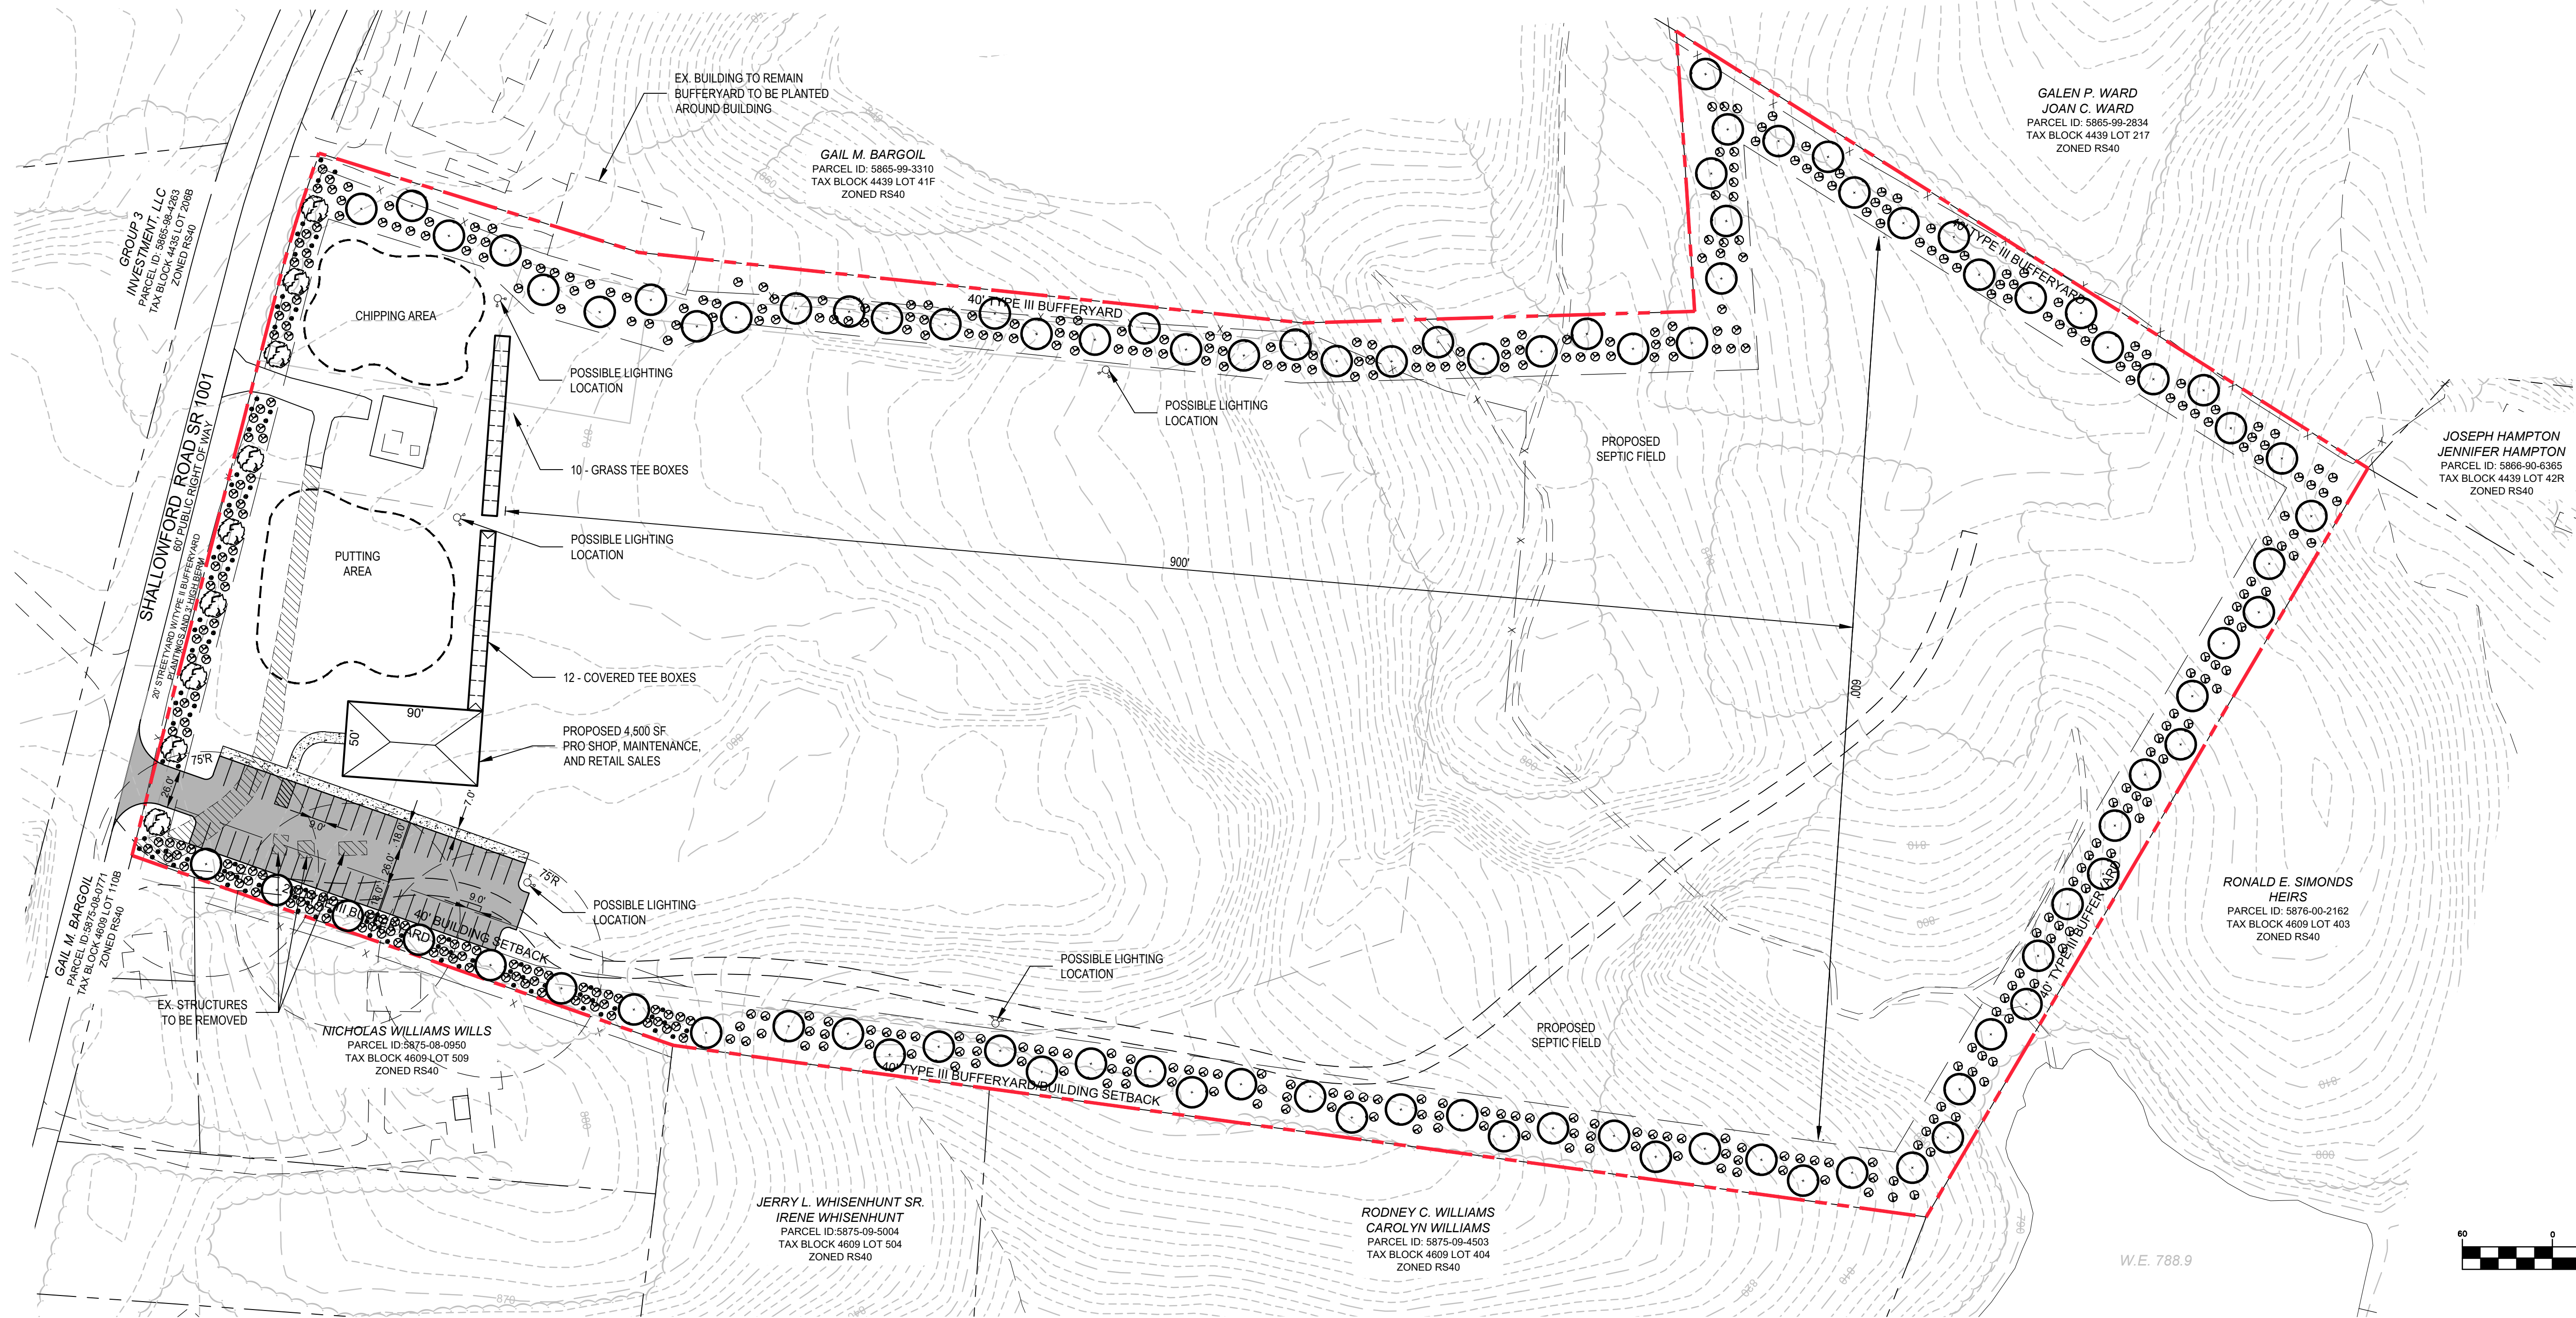 EX. BUILDING TO REMAIN
BUFFERYARD TO BE PLANTED
AROUND BUILDING
GAIL M. BARGOIL
PARCEL ID: 5865-99-3310
TAX BLOCK 4439 LOT 41F
ZONED RS40
GALEN P. WARD
JOAN C. WARD
PARCEL ID: 5865-99-2834
TAX BLOCK 4439 LOT 217
ZONED RS40
GROUP 3
INVESTMENT, LLC
PARCEL ID: 5865-98-4263
TAX BLOCK 4435 LOT 206B
ZONED RS40
840
860
CHIPPING AREA
40' TYPE III BUFFERYARD
40' TYPE III BUFFERYARD
POSSIBLE LIGHTING
LOCATION
POSSIBLE LIGHTING
LOCATION
SHALLOWFORD ROAD SR 1001
60' PUBLIC RIGHT OF WAY
20' STREETYARD W/TYPE II BUFFERYARD
PLANTINGS AND 3' HIGH BERM
870
10 - GRASS TEE BOXES
PROPOSED
SEPTIC FIELD
JOSEPH HAMPTON
JENNIFER HAMPTON
PARCEL ID: 5866-90-6365
TAX BLOCK 4439 LOT 42R
ZONED RS40
POSSIBLE LIGHTING
LOCATION
PUTTING
AREA
900'
600'
12 - COVERED TEE BOXES
90'
50'
PROPOSED 4,500 SF
PRO SHOP, MAINTENANCE,
AND RETAIL SALES
75'R
26.0'
7.0'
9.0'
18.0'
26.0'
18.0'
9.0'
75'R
POSSIBLE LIGHTING
LOCATION
40' BUILDING SETBACK
GAIL M. BARGOIL
PARCEL ID:5875-08-0771
TAX BLOCK 4609 LOT 110B
ZONED RS40
EX. STRUCTURES
TO BE REMOVED
NICHOLAS WILLIAMS WILLS
PARCEL ID:5875-08-0950
TAX BLOCK 4609 LOT 509
ZONED RS40
POSSIBLE LIGHTING
LOCATION
40' TYPE III BUFFERYARD/BUILDING SETBACK
PROPOSED
SEPTIC FIELD
40' TYPE III BUFFERYARD
810
800
RONALD E. SIMONDS
HEIRS
PARCEL ID: 5876-00-2162
TAX BLOCK 4609 LOT 403
ZONED RS40
810
800
790
JERRY L. WHISENHUNT SR.
IRENE WHISENHUNT
PARCEL ID:5875-09-5004
TAX BLOCK 4609 LOT 504
ZONED RS40
RODNEY C. WILLIAMS
CAROLYN WILLIAMS
PARCEL ID: 5875-09-4503
TAX BLOCK 4609 LOT 404
ZONED RS40
870
820
810
W.E. 788.9
60
0